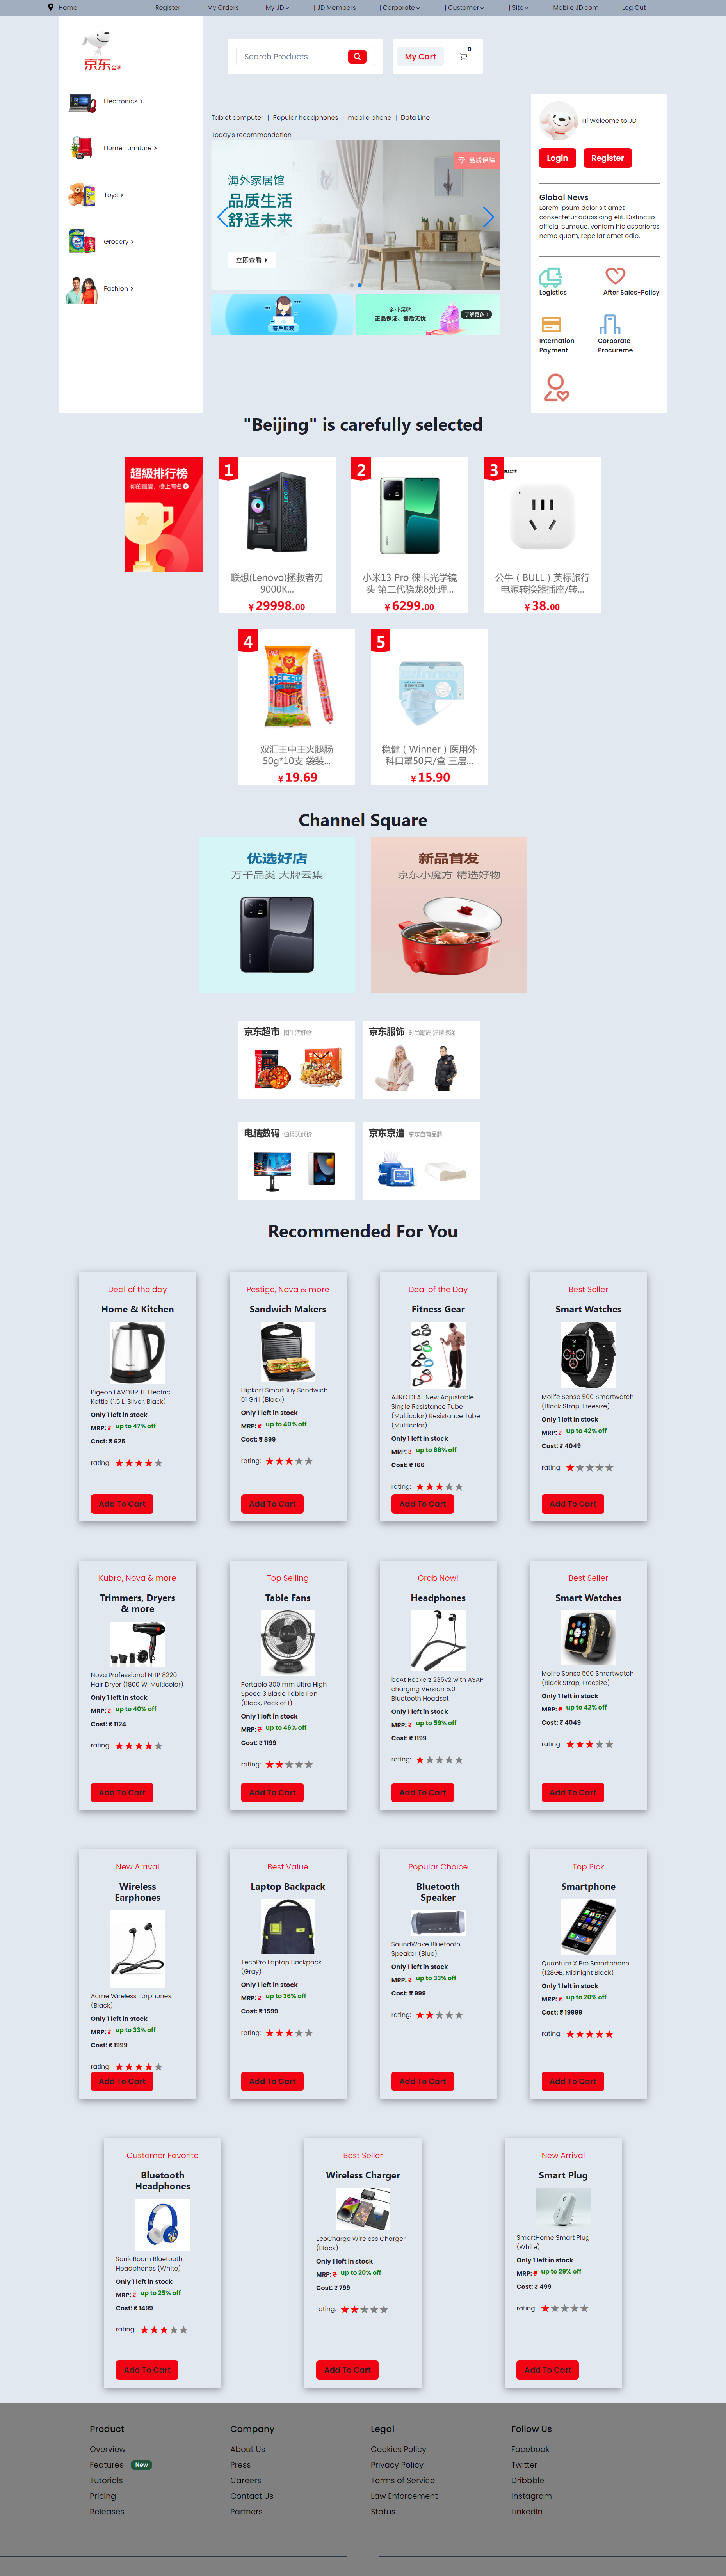 Home
Register
| My Orders
| My JD
| JD Members
| Corporate
| Customer
| Site
Mobile JD.com
Log Out
京东全球
Search Products
My Cart
0
Electronics
Home Furniture
Toys
Grocery
Fashion
Tablet computer | Popular headphones | mobile phone | Data Line
Today's recommendation
品质保障
海外家居馆
品质生活
舒适未来
立即查看
客戶服務
企业采购
正品保证、售后无忧
了解更多
Hi Welcome to JD
Login
Register
Global News
Lorem ipsum dolor sit amet
consectetur adipisicing elit. Distinctio
officia, cumque, veniam hic asperiores
nemo quam, repellat amet odio.
Logistics
After Sales-Policy
Internation
Payment
Corporate
Procureme
"Beijing" is carefully selected
超級排行榜
你的最愛，榜上有名
1
联想(Lenovo)拯救者刃
9000K...
¥ 29998.00
2
小米13 Pro 徕卡光学镜
头 第二代骁龙8处理...
¥ 6299.00
3
公牛（BULL）英标旅行
电源转换器插座/转...
¥ 38.00
4
双汇王中王火腿肠
50g*10支 袋装...
¥ 19.69
5
稳健（Winner）医用外
科口罩50只/盒 三层...
¥ 15.90
Channel Square
优选好店
万千品类 大牌云集
新品首发
京东小魔方 精选好物
京东超市
京东服饰
时尚潮流 温暖速递
电脑数码
值得买低价
京东京造
京东自有品牌
Recommended For You
Deal of the day
Home & Kitchen
Pigeon FAVOURITE Electric
Kettle (1.5 L, Silver, Black)
Only 1 left in stock
MRP: ₹ up to 47% off
Cost: ₹ 625
rating:
Add To Cart
Pestige, Nova & more
Sandwich Makers
Flipkart SmartBuy Sandwich
01 Grill (Black)
Only 1 left in stock
MRP: ₹ up to 40% off
Cost: ₹ 899
rating:
Add To Cart
Deal of the Day
Fitness Gear
AJRO DEAL New Adjustable
Single Resistance Tube
(Multicolor) Resistance Tube
(Multicolor)
Only 1 left in stock
MRP: ₹ up to 66% off
Cost: ₹ 166
rating:
Add To Cart
Best Seller
Smart Watches
Molife Sense 500 Smartwatch
(Black Strap, Freesize)
Only 1 left in stock
MRP: ₹ up to 42% off
Cost: ₹ 4049
rating:
Add To Cart
Kubra, Nova & more
Trimmers, Dryers
& more
Nova Professional NHP 8220
Hair Dryer (1800 W, Multicolor)
Only 1 left in stock
MRP: ₹ up to 40% off
Cost: ₹ 1124
rating:
Add To Cart
Top Selling
Table Fans
Portable 300 mm Ultra High
Speed 3 Blade Table Fan
(Black, Pack of 1)
Only 1 left in stock
MRP: ₹ up to 46% off
Cost: ₹ 1199
rating:
Add To Cart
Grab Now!
Headphones
boAt Rockerz 235v2 with ASAP
charging Version 5.0
Bluetooth Headset
Only 1 left in stock
MRP: ₹ up to 59% off
Cost: ₹ 1199
rating:
Add To Cart
Best Seller
Smart Watches
Molife Sense 500 Smartwatch
(Black Strap, Freesize)
Only 1 left in stock
MRP: ₹ up to 42% off
Cost: ₹ 4049
rating:
Add To Cart
New Arrival
Wireless
Earphones
Acme Wireless Earphones
(Black)
Only 1 left in stock
MRP: ₹ up to 33% off
Cost: ₹ 1999
rating:
Add To Cart
Best Value
Laptop Backpack
TechPro Laptop Backpack
(Gray)
Only 1 left in stock
MRP: ₹ up to 36% off
Cost: ₹ 1599
rating:
Add To Cart
Popular Choice
Bluetooth
Speaker
SoundWave Bluetooth
Speaker (Blue)
Only 1 left in stock
MRP: ₹ up to 33% off
Cost: ₹ 999
rating:
Add To Cart
Top Pick
Smartphone
Quantum X Pro Smartphone
(128GB, Midnight Black)
Only 1 left in stock
MRP: ₹ up to 20% off
Cost: ₹ 19999
rating:
Add To Cart
Customer Favorite
Bluetooth
Headphones
SonicBoom Bluetooth
Headphones (White)
Only 1 left in stock
MRP: ₹ up to 25% off
Cost: ₹ 1499
rating:
Add To Cart
Best Seller
Wireless Charger
EcoCharge Wireless Charger
(Black)
Only 1 left in stock
MRP: ₹ up to 20% off
Cost: ₹ 799
rating:
Add To Cart
New Arrival
Smart Plug
SmartHome Smart Plug
(White)
Only 1 left in stock
MRP: ₹ up to 29% off
Cost: ₹ 499
rating:
Add To Cart
Product
Overview
Features New
Tutorials
Pricing
Releases
Company
About Us
Press
Careers
Contact Us
Partners
Legal
Cookies Policy
Privacy Policy
Terms of Service
Law Enforcement
Status
Follow Us
Facebook
Twitter
Dribbble
Instagram
LinkedIn